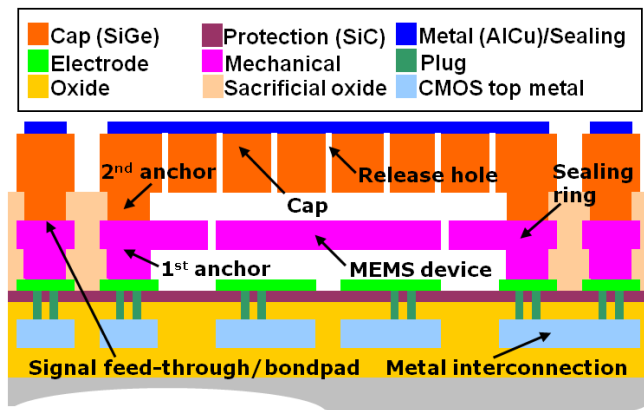 Cap (SiGe) Protection (SiC) Metal (AlCu)/Sealing
Electrode Mechanical Plug
Oxide Sacrificial oxide CMOS top metal
2nd anchor
Release hole
Sealing
ring
Cap
1st anchor
MEMS device
Signal feed-through/bondpad
Metal interconnection